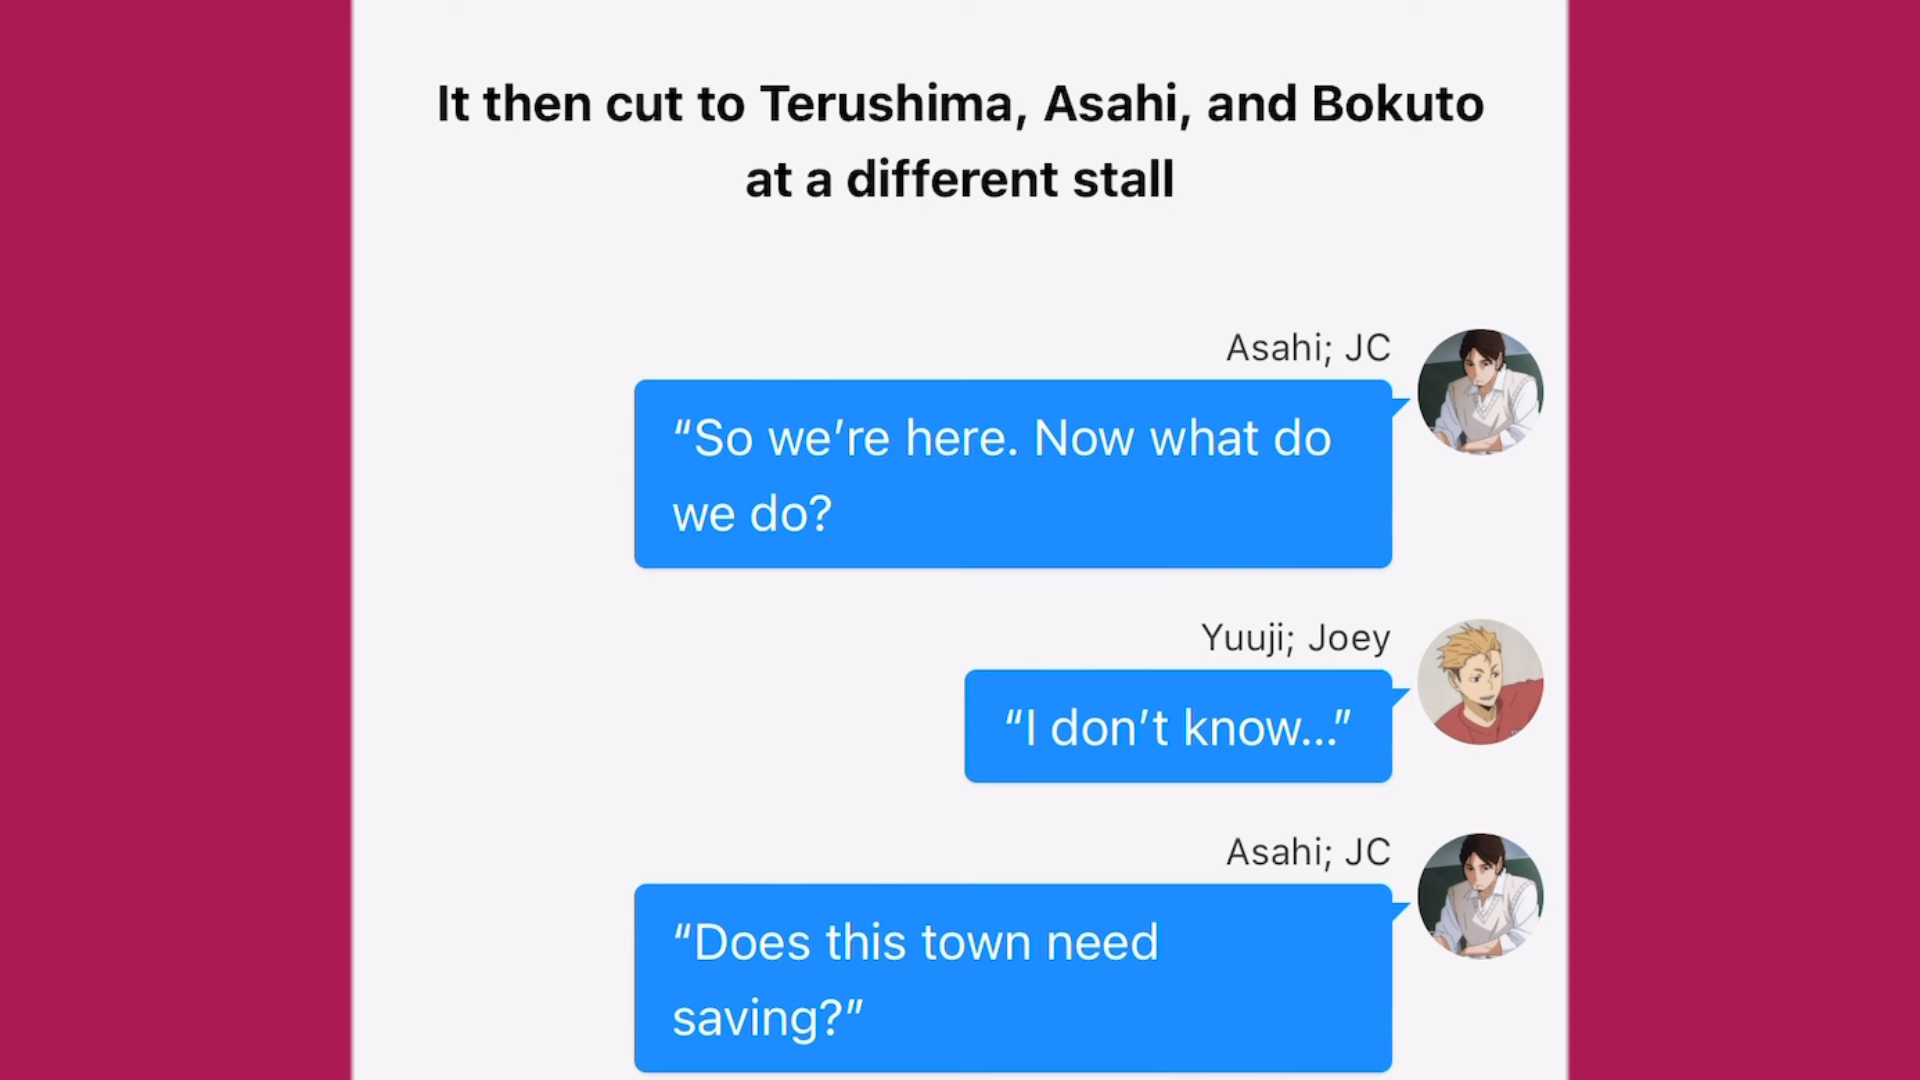 It then cut to Terushima, Asahi, and Bokuto
at a different stall
Asahi; JC
“So we’re here. Now what do
we do?
Yuuji; Joey
“I don’t know...”
Asahi; JC
“Does this town need
saving?”